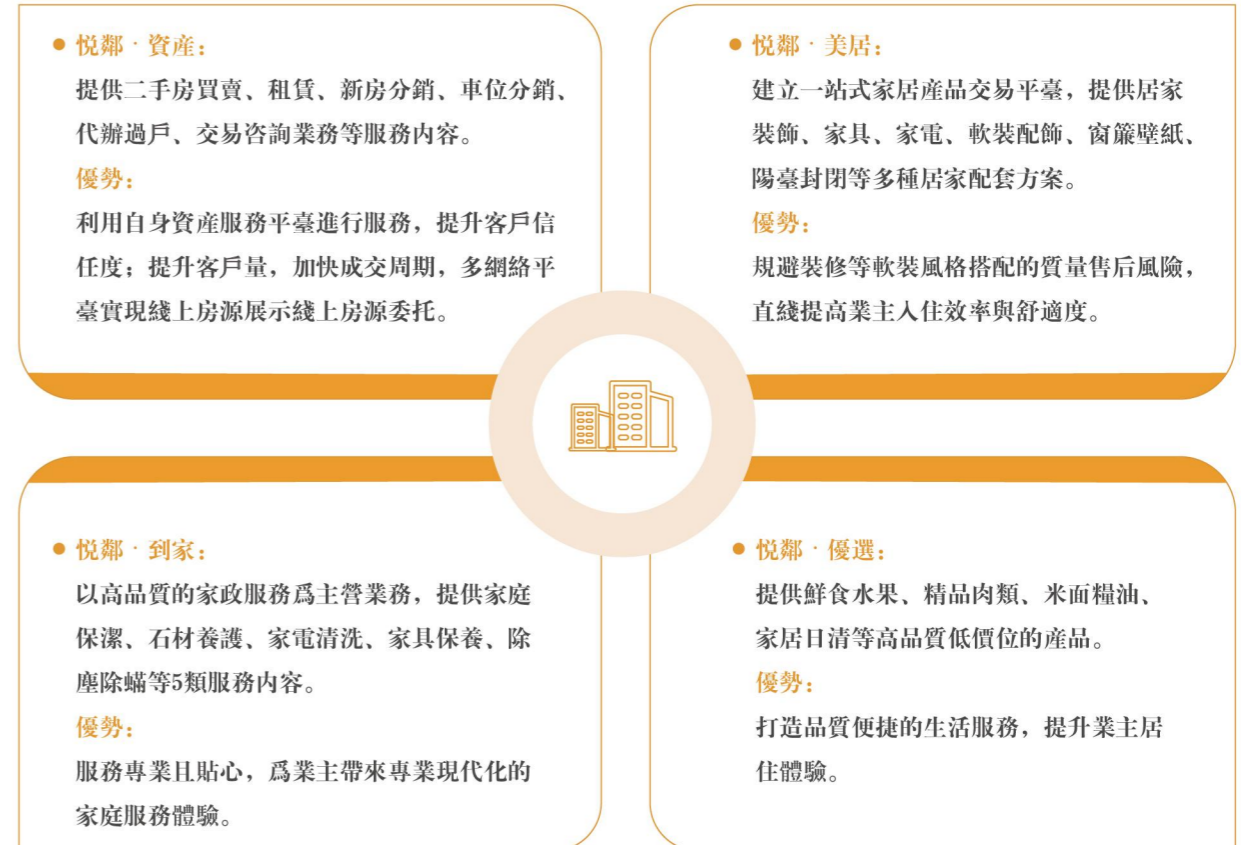 ● 悦鄰 · 資産：
提供二手房買賣、租賃、新房分銷、車位分銷、
代辦過戶、交易咨詢業務等服務内容。
優勢：
利用自身資産服務平臺進行服務，提升客戶信
任度；提升客戶量，加快成交周期，多網絡平
臺實現綫上房源展示綫上房源委托。
● 悦鄰 · 美居：
建立一站式家居産品交易平臺，提供居家
裝飾、家具、家電、軟裝配飾、窗簾壁紙、
陽臺封閉等多種居家配套方案。
優勢：
規避裝修等軟裝風格搭配的質量售后風險，
直綫提高業主入住效率與舒適度。
● 悦鄰 · 到家：
以高品質的家政服務爲主營業務，提供家庭
保潔、石材養護、家電清洗、家具保養、除
塵除蟎等5類服務内容。
優勢：
服務專業且貼心，爲業主帶來專業現代化的
家庭服務體驗。
● 悦鄰 · 優選：
提供鮮食水果、精品肉類、米面糧油、
家居日清等高品質低價位的産品。
優勢：
打造品質便捷的生活服務，提升業主居
住體驗。